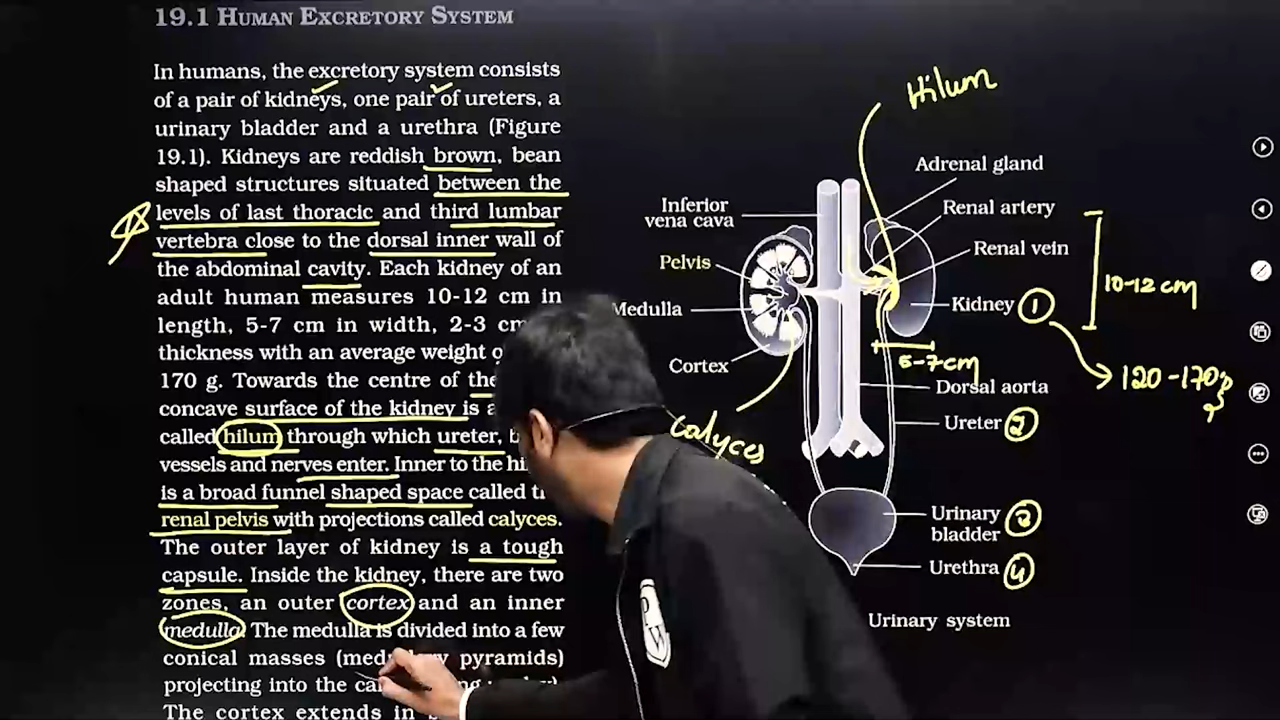 19.1 HUMAN EXCRETORY SYSTEM
In humans, the excretory system consists
of a pair of kidneys, one pair of ureters, a
urinary bladder and a urethra (Figure
19.1). Kidneys are reddish brown, bean
shaped structures situated between the
levels of last thoracic and third lumbar
vertebra close to the dorsal inner wall of
the abdominal cavity. Each kidney of an
adult human measures 10-12 cm in
length, 5-7 cm in width, 2-3 cm
thickness with an average weight
170 g. Towards the centre of the
concave surface of the kidney is a
called hilum through which ureter,
vessels and nerves enter. Inner to the
is a broad funnel shaped space called
renal pelvis with projections called calyces.
The outer layer of kidney is a tough
capsule. Inside the kidney, there are two
zones, an outer cortex and an inner
medulla. The medulla is divided into a few
conical masses (medullary pyramids)
projecting into the
The cortex extends in
Hilum
Adrenal gland
Renal artery
Renal vein
Kidney 1
Dorsal aorta
Ureter 2
Urinary
bladder 3
Urethra 4
Inferior
vena cava
Pelvis
Medulla
Cortex
Calyces
10-12 cm
5-7 cm
120-170g
Urinary system
PW